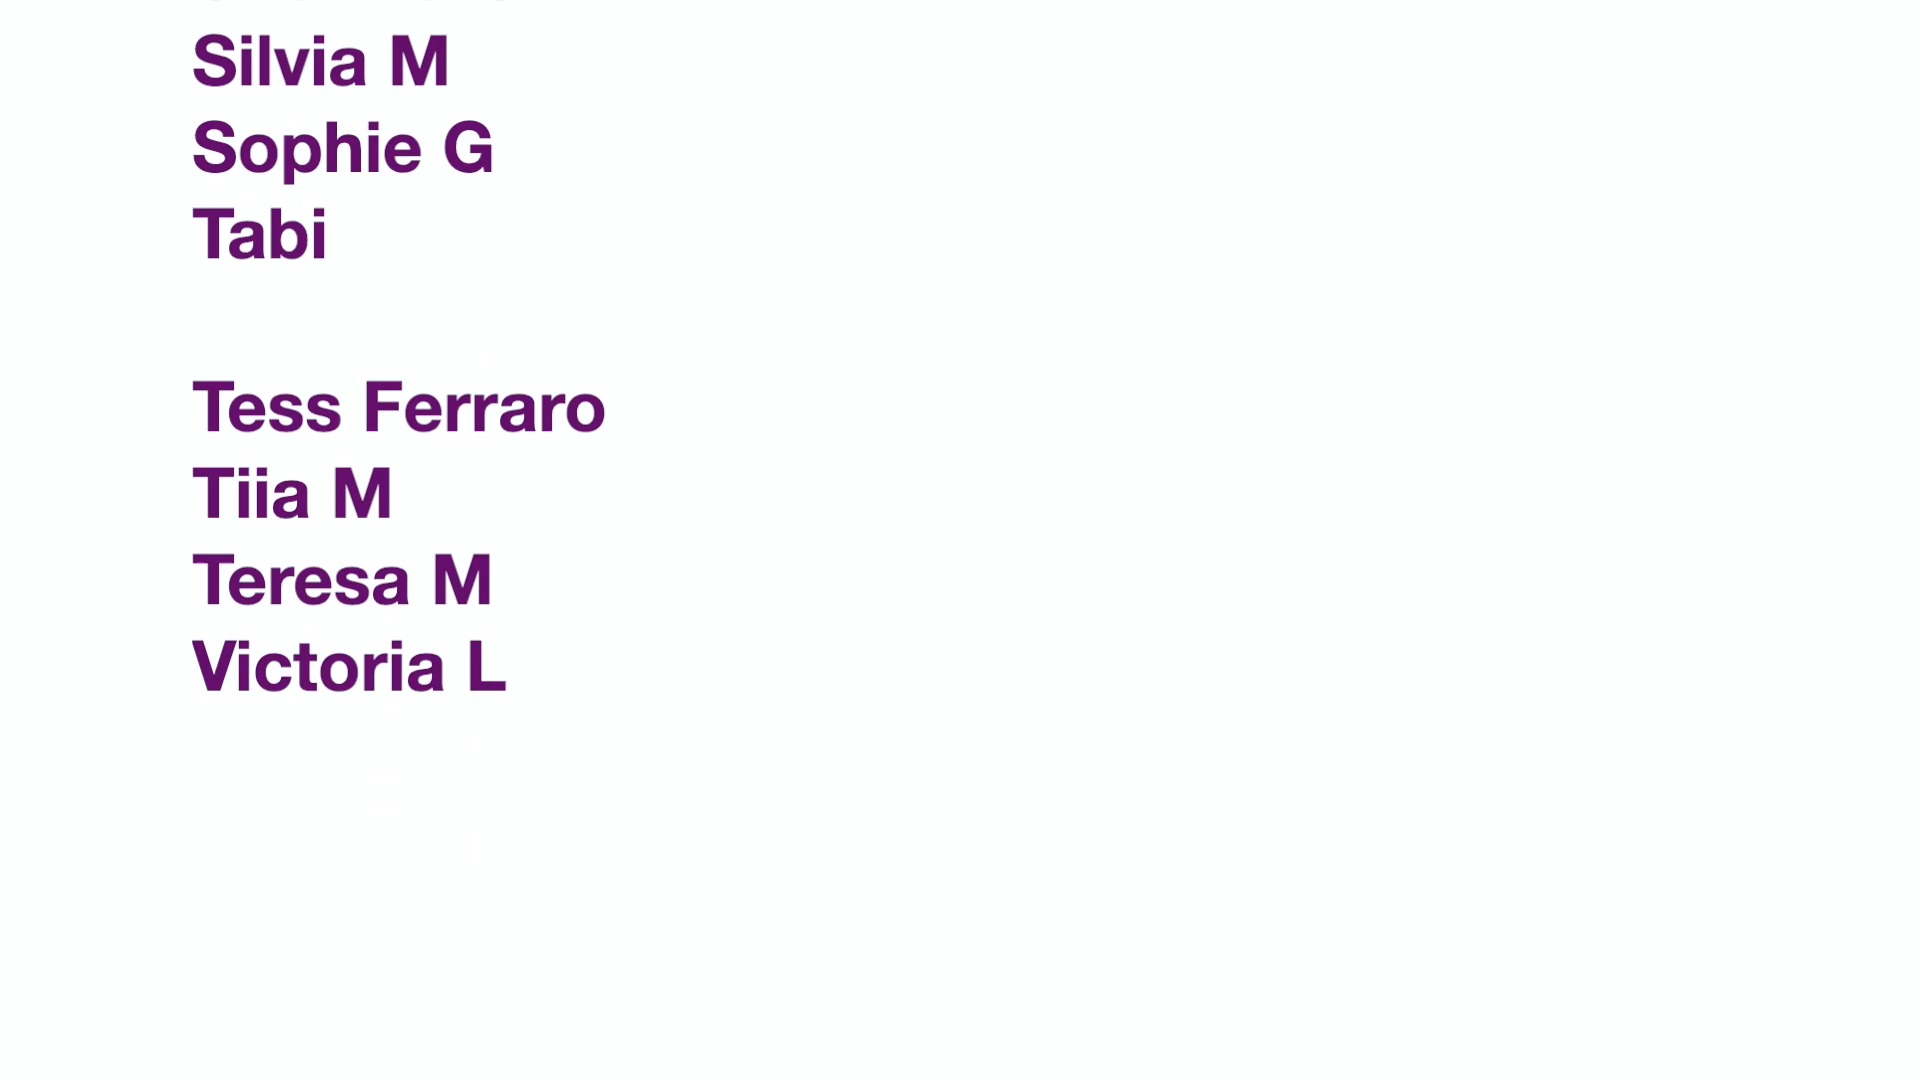 Silvia M
Sophie G
Tabi
Tess Ferraro
Tiia M
Teresa M
Victoria L